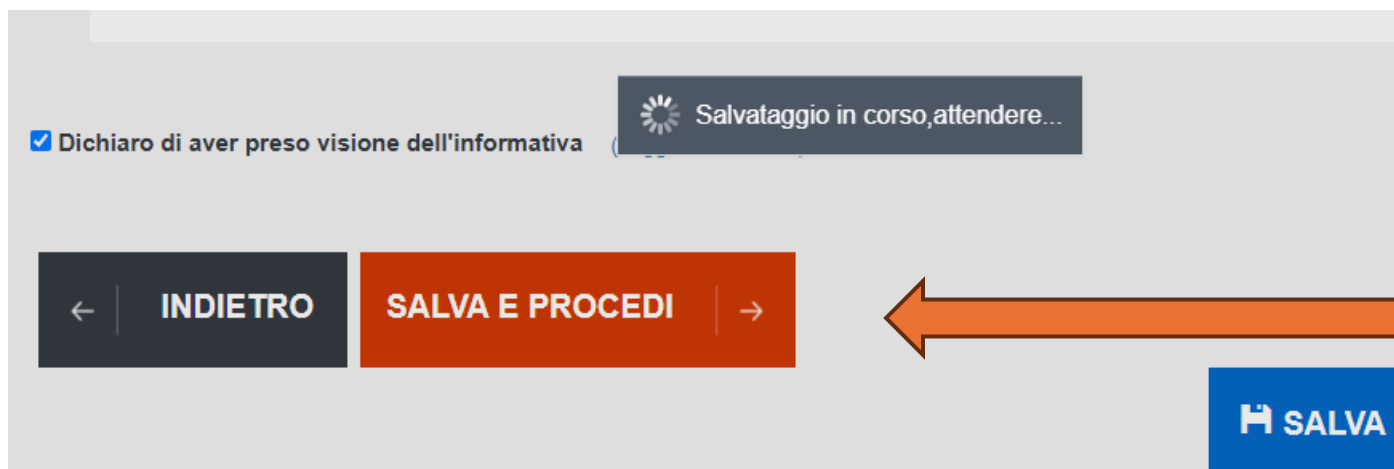 Salvataggio in corso,attendere...
Dichiaro di aver preso visione dell'informativa
INDIETRO
SALVA E PROCEDI
SALVA